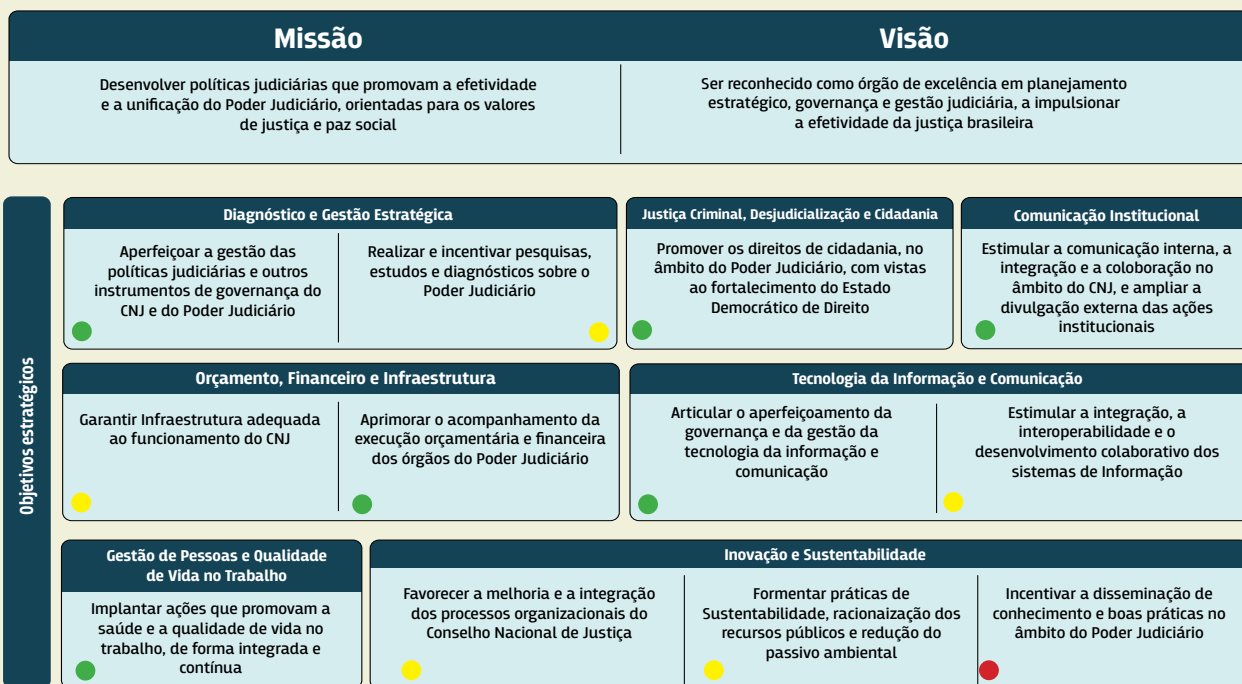 Missão
Desenvolver políticas judiciárias que promovam a efetividade
e a unificação do Poder Judiciário, orientadas para os valores
de justiça e paz social
Visão
Ser reconhecido como órgão de excelência em planejamento
estratégico, governança e gestão judiciária, a impulsionar
a efetividade da justiça brasileira
Objetivos estratégicos
Diagnóstico e Gestão Estratégica
Aperfeiçoar a gestão das
políticas judiciárias e outros
instrumentos de governança do
CNJ e do Poder Judiciário
Realizar e incentivar pesquisas,
estudos e diagnósticos sobre o
Poder Judiciário
Justiça Criminal, Desjudicialização e Cidadania
Promover os direitos de cidadania, no
âmbito do Poder Judiciário, com vistas
ao fortalecimento do Estado
Democrático de Direito
Comunicação Institucional
Estimular a comunicação interna, a
integração e a coloboração no
âmbito do CNJ, e ampliar a
divulgação externa das ações
institucionais
Orçamento, Financeiro e Infraestrutura
Garantir Infraestrutura adequada
ao funcionamento do CNJ
Aprimorar o acompanhamento da
execução orçamentária e financeira
dos órgãos do Poder Judiciário
Tecnologia da Informação e Comunicação
Articular o aperfeiçoamento da
governança e da gestão da
tecnologia da informação e
comunicação
Estimular a integração, a
interoperabilidade e o
desenvolvimento colaborativo dos
sistemas de Informação
Gestão de Pessoas e Qualidade
de Vida no Trabalho
Implantar ações que promovam a
saúde e a qualidade de vida no
trabalho, de forma integrada e
contínua
Inovação e Sustentabilidade
Favorecer a melhoria e a integração
dos processos organizacionais do
Conselho Nacional de Justiça
Formentar práticas de
Sustentabilidade, racionaização dos
recursos públicos e redução do
passivo ambiental
Incentivar a disseminação de
conhecimento e boas práticas no
âmbito do Poder Judiciário